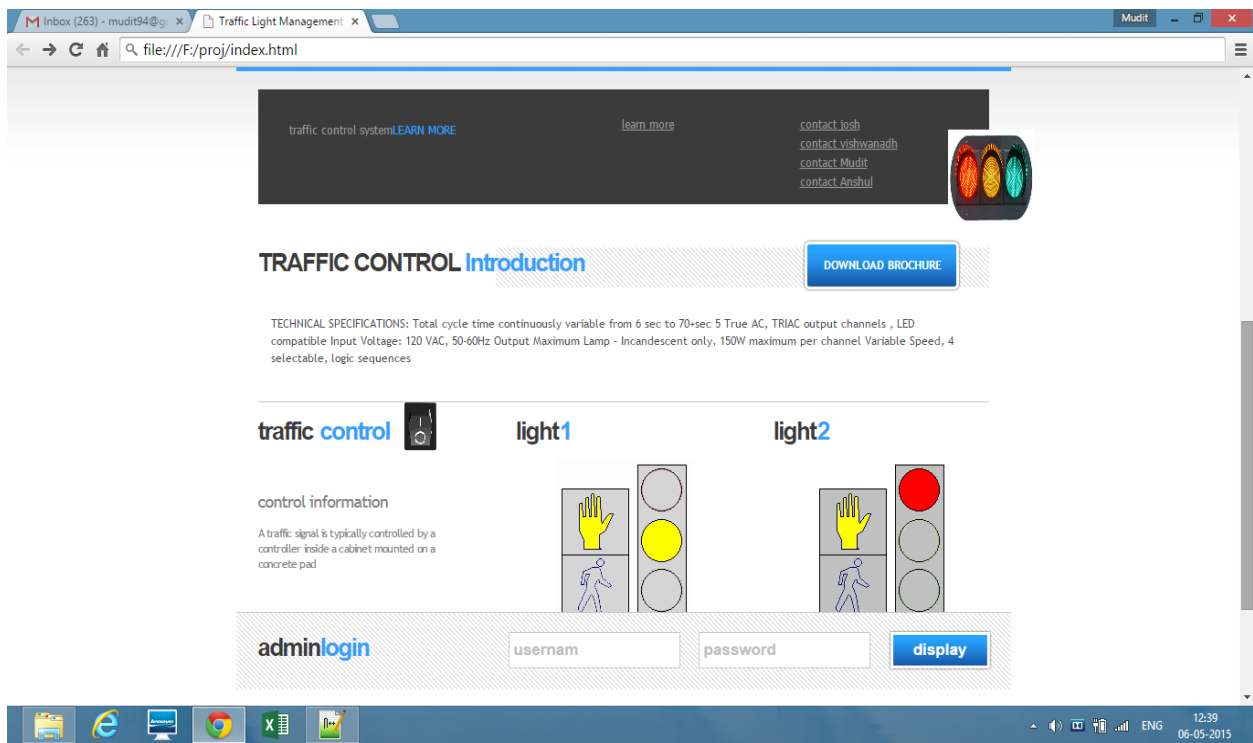 Inbox (263) - mudit94@g
Traffic Light Management
Mudit
file:///F:/proj/index.html
traffic control systemLEARN MORE
learn more
contact josh
contact vishwanadh
contact Mudit
contact Anshul
TRAFFIC CONTROL Introduction
DOWNLOAD BROCHURE
TECHNICAL SPECIFICATIONS: Total cycle time continuously variable from 6 sec to 70+sec 5 True AC, TRIAC output channels , LED
compatible Input Voltage: 120 VAC, 50-60Hz Output Maximum Lamp - Incandescent only, 150W maximum per channel Variable Speed, 4
selectable, logic sequences
traffic control
light1
light2
control information
A traffic signal is typically controlled by a
controller inside a cabinet mounted on a
concrete pad
adminlogin
usernam
password
display
lenovo
ENG
12:39
06-05-2015